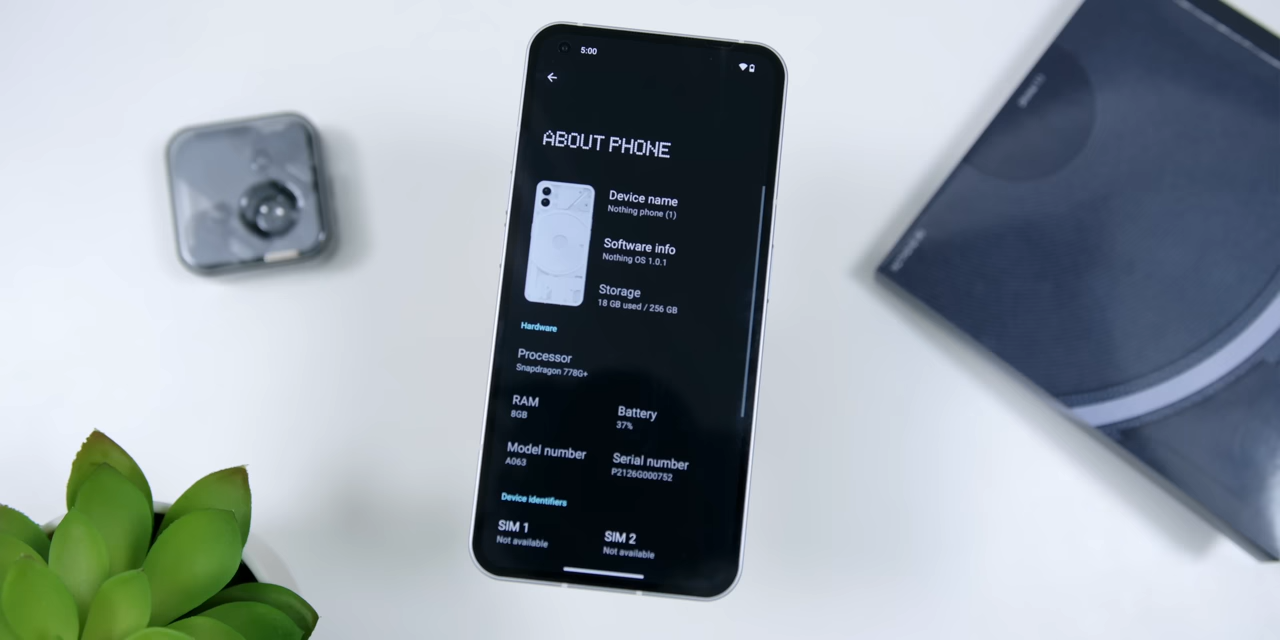 5:00
ABOUT PHONE
Device name
Nothing phone (1)
Software info
Nothing OS 1.0.1
Storage
18 GB used / 256 GB
Hardware
Processor
Snapdragon 778G+
RAM
8GB
Battery
37%
Model number
A063
Serial number
P2126G000752
Device identifiers
SIM 1
Not available
SIM 2
Not available